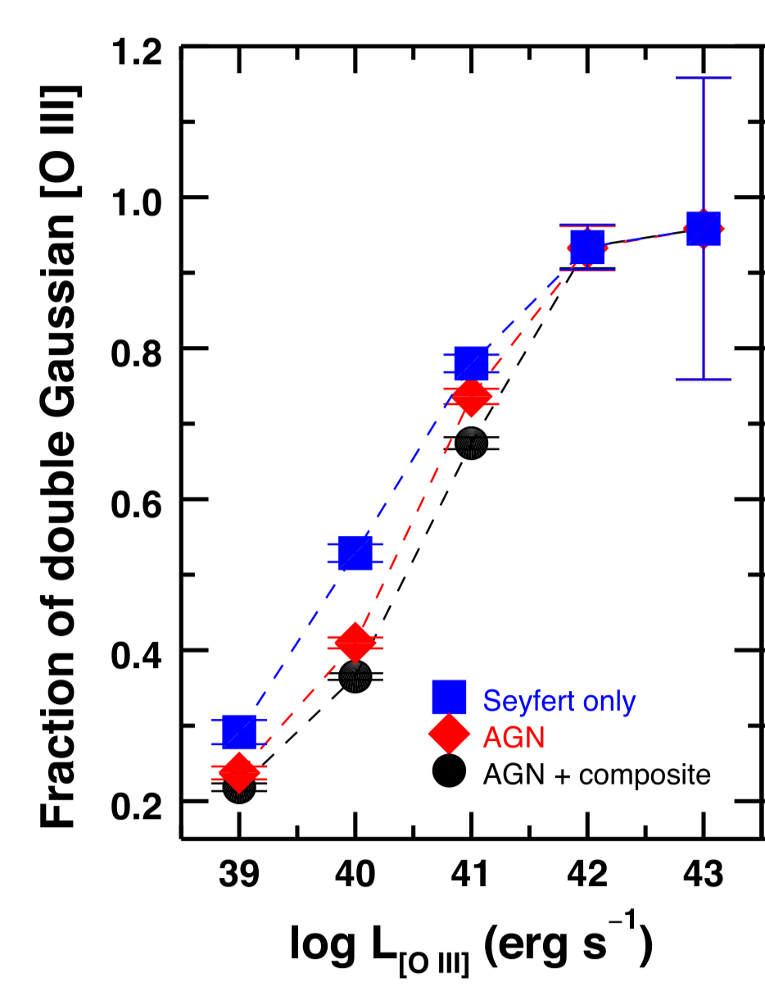 Fraction of double Gaussian [O III]
1.2
1.0
0.8
0.6
0.4
0.2
Seyfert only
AGN
AGN + composite
39 40 41 42 43
log L[O III] (erg s−1)